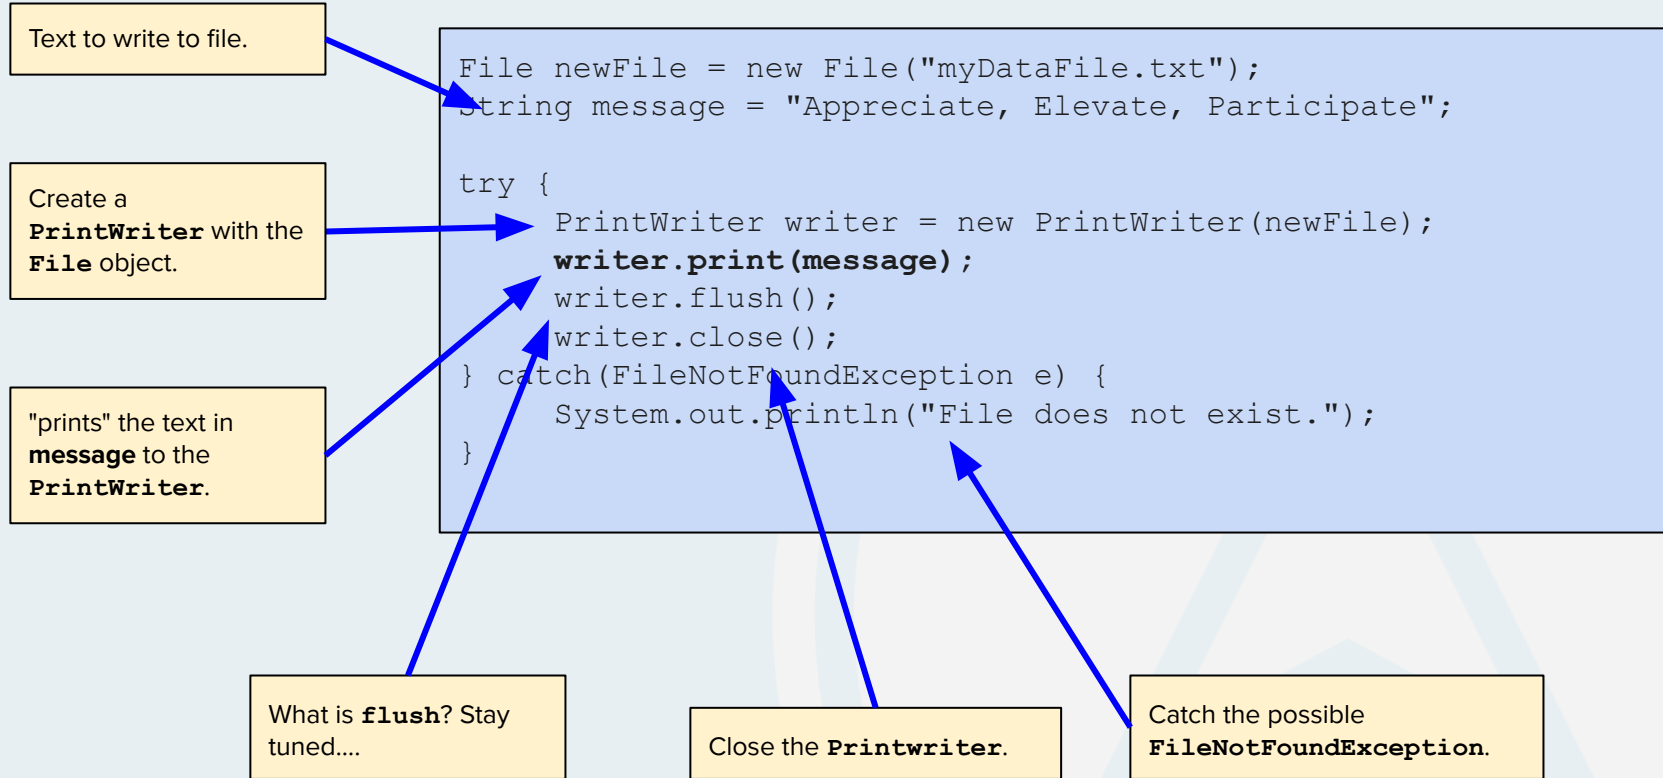 Text to write to file.
File newFile = new File("myDataFile.txt");
String message = "Appreciate, Elevate, Participate";
Create a
PrintWriter with the
File object.
try {
PrintWriter writer = new PrintWriter(newFile);
writer.print(message);
writer.flush();
writer.close();
} catch(FileNotFoundException e) {
System.out.println("File does not exist.");
}
"prints" the text in
message to the
PrintWriter.
What is flush? Stay
tuned....
Close the Printwriter.
Catch the possible
FileNotFoundException.